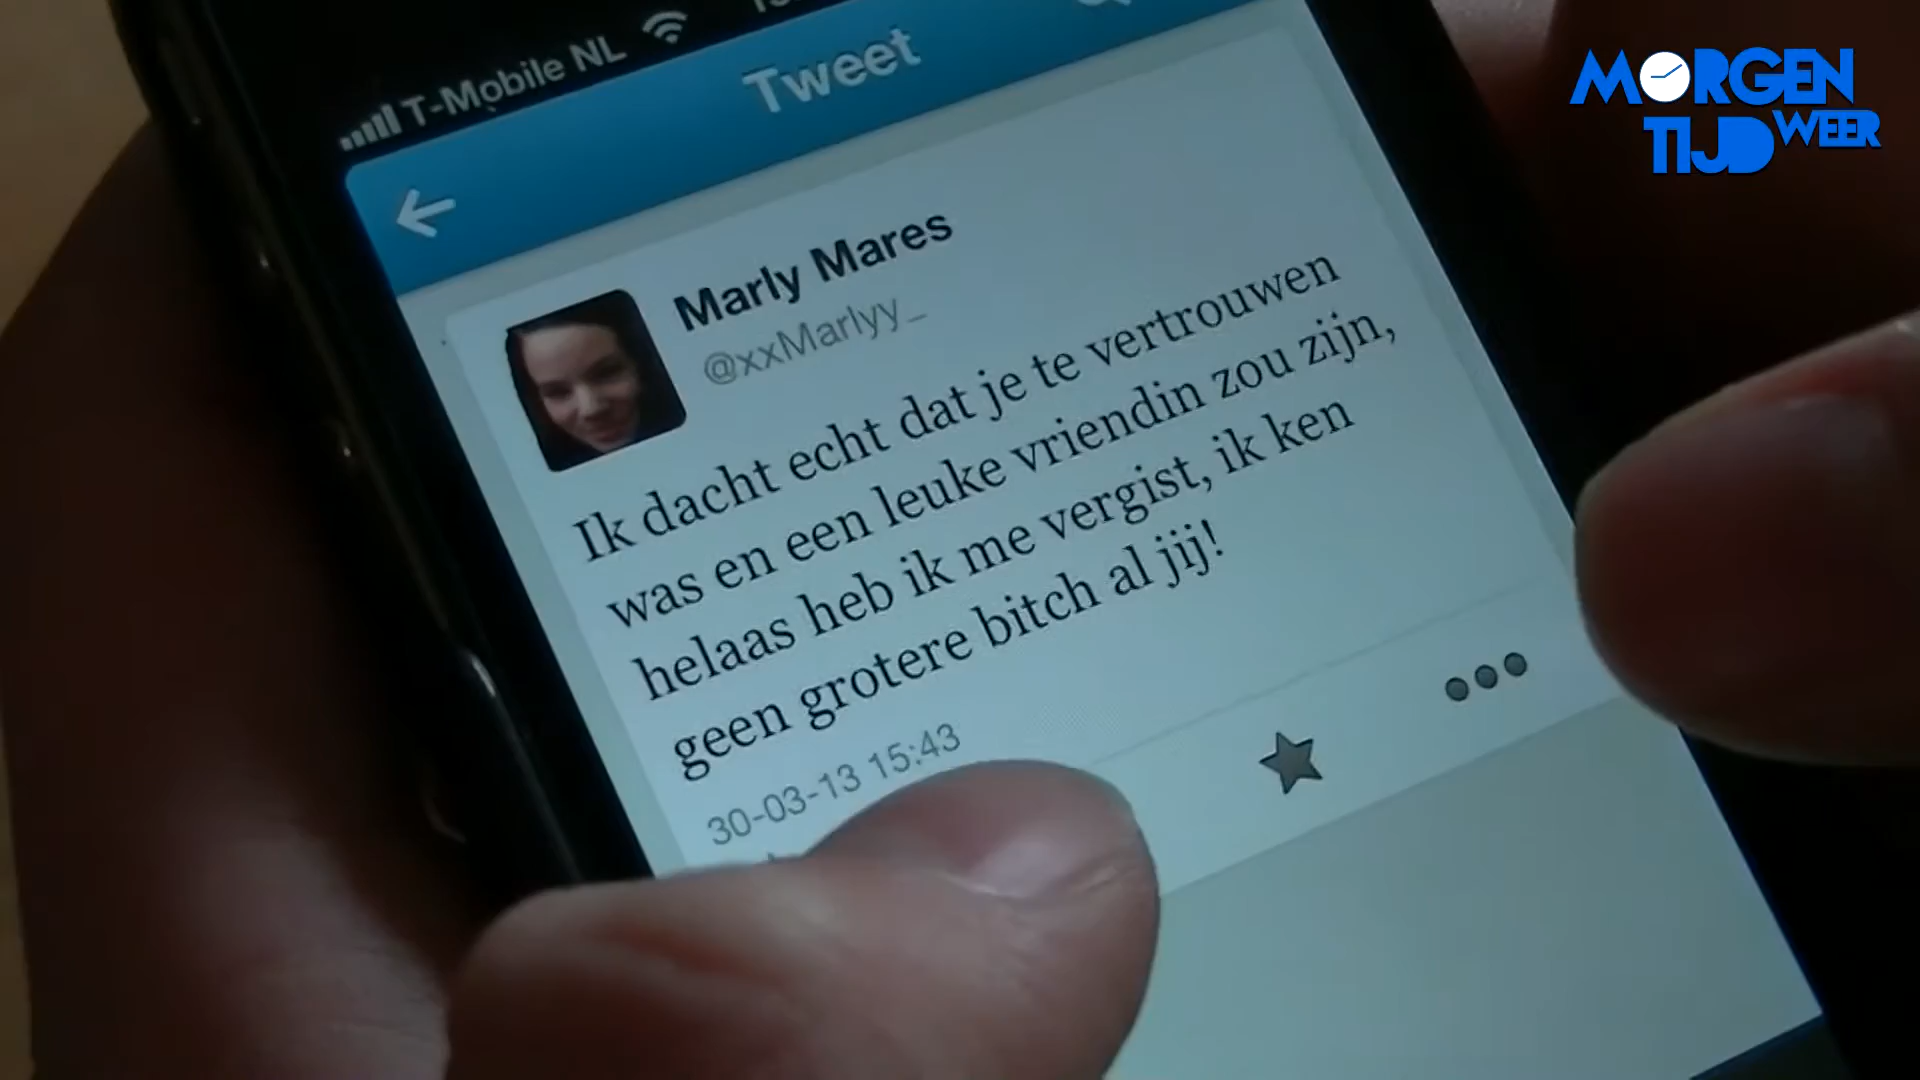 T-Mobile NL
Tweet
Marly Mares
@xxMarlyy_
Ik dacht echt dat je te vertrouwen
was en een leuke vriendin zou zijn,
helaas heb ik me vergist, ik ken
geen grotere bitch al jij!
30-03-13 15:43
MORGEN
TIJD WEER